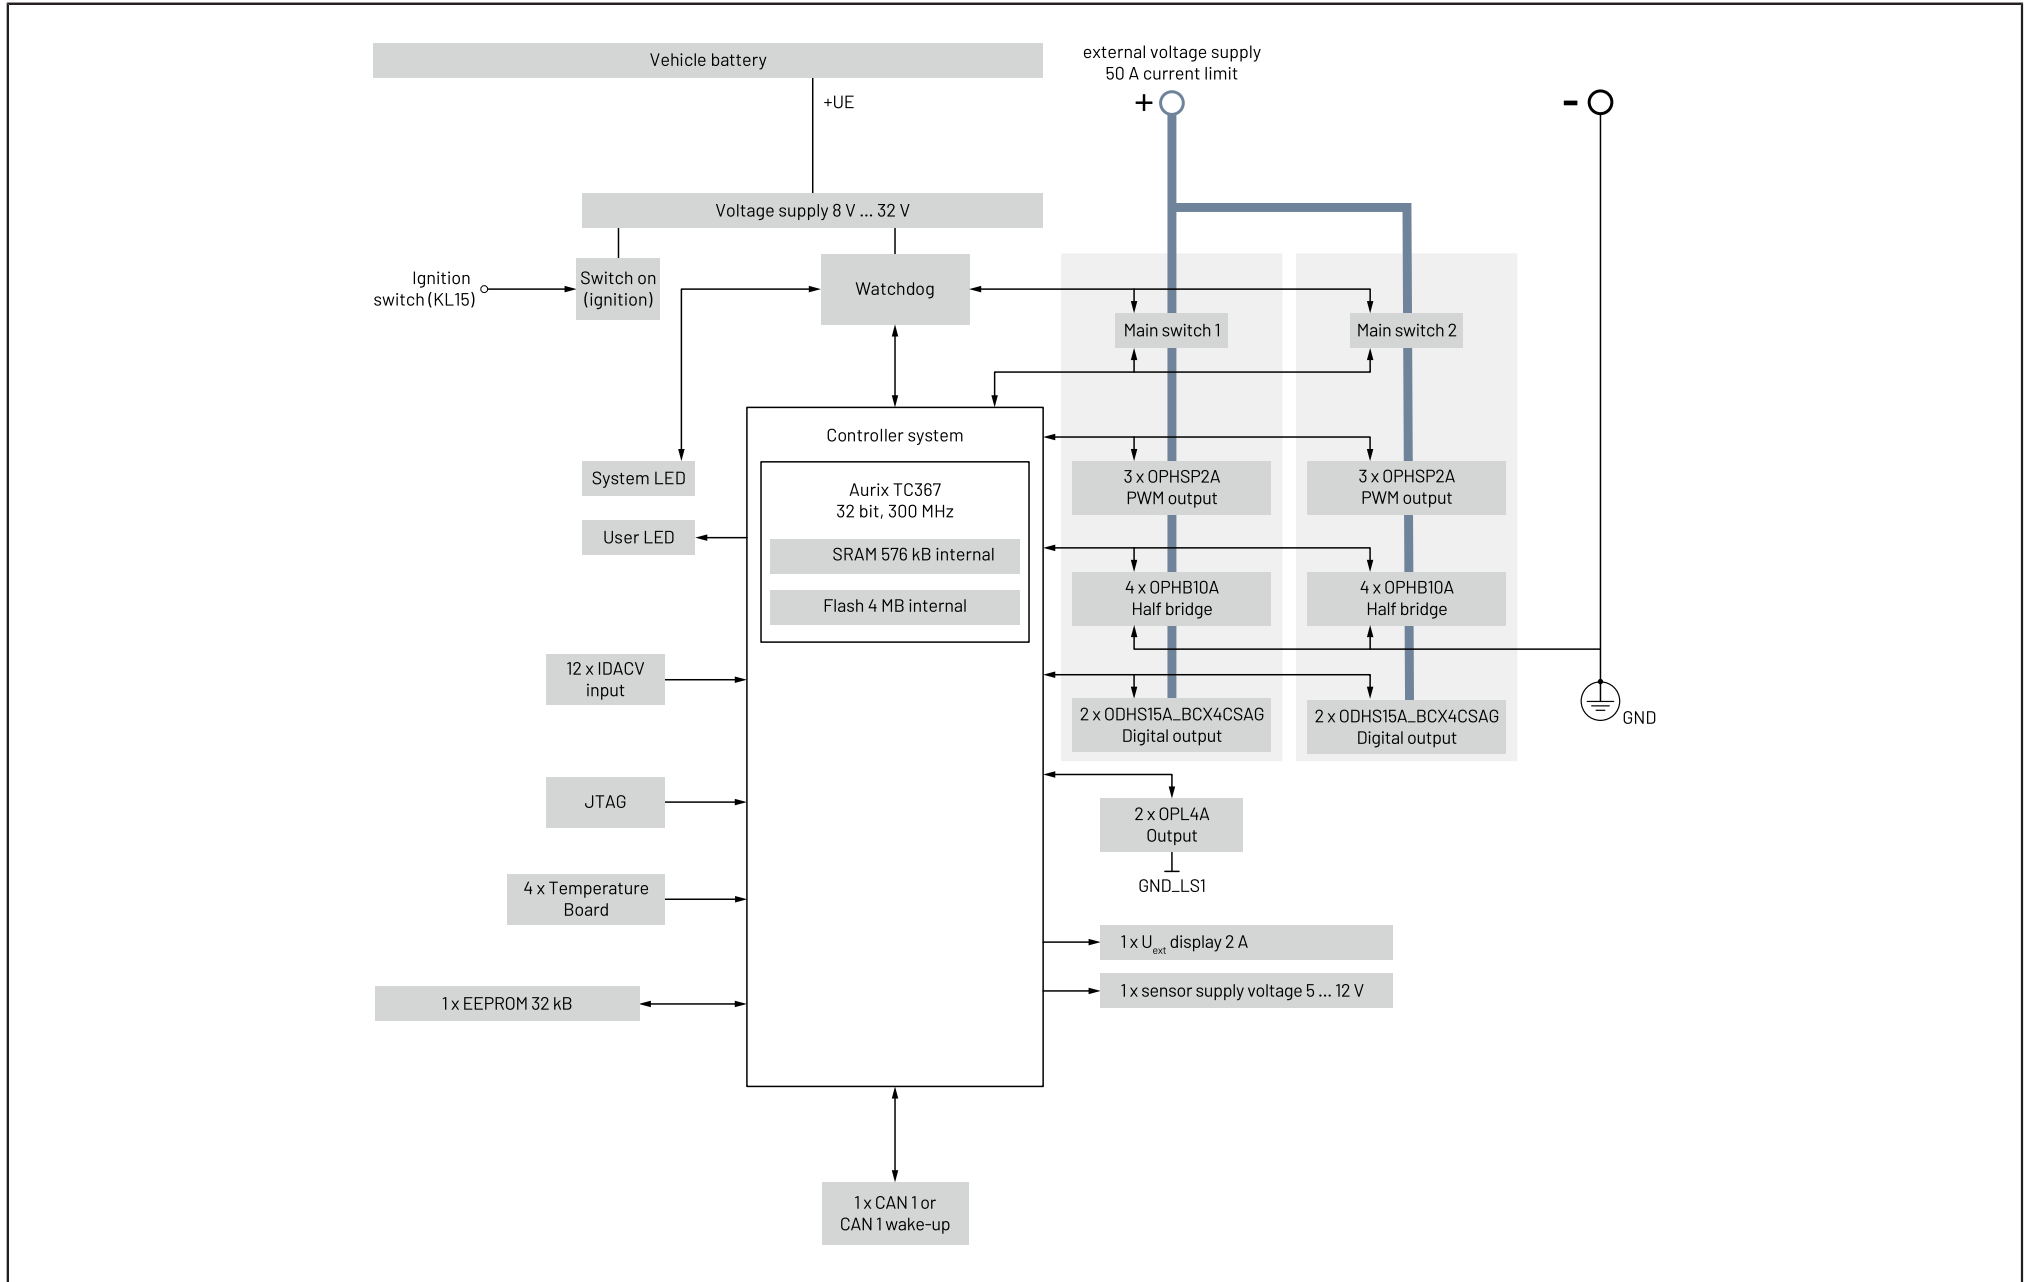 Vehicle battery
+UE
external voltage supply
50 A current limit
+
-
Voltage supply 8 V ... 32 V
Ignition
switch (KL15)
Switch on
(ignition)
Watchdog
Main switch 1
Main switch 2
Controller system
Aurix TC367
32 bit, 300 MHz
SRAM 576 kB internal
Flash 4 MB internal
System LED
User LED
3 x OPHSP2A
PWM output
3 x OPHSP2A
PWM output
4 x OPHB10A
Half bridge
4 x OPHB10A
Half bridge
12 x IDACV
input
2 x ODHS15A_BCX4CSAG
Digital output
2 x ODHS15A_BCX4CSAG
Digital output
GND
JTAG
2 x OPL4A
Output
GND_LS1
4 x Temperature
Board
1 x Uext display 2 A
1 x sensor supply voltage 5 ... 12 V
1 x EEPROM 32 kB
1 x CAN 1 or
CAN 1 wake-up